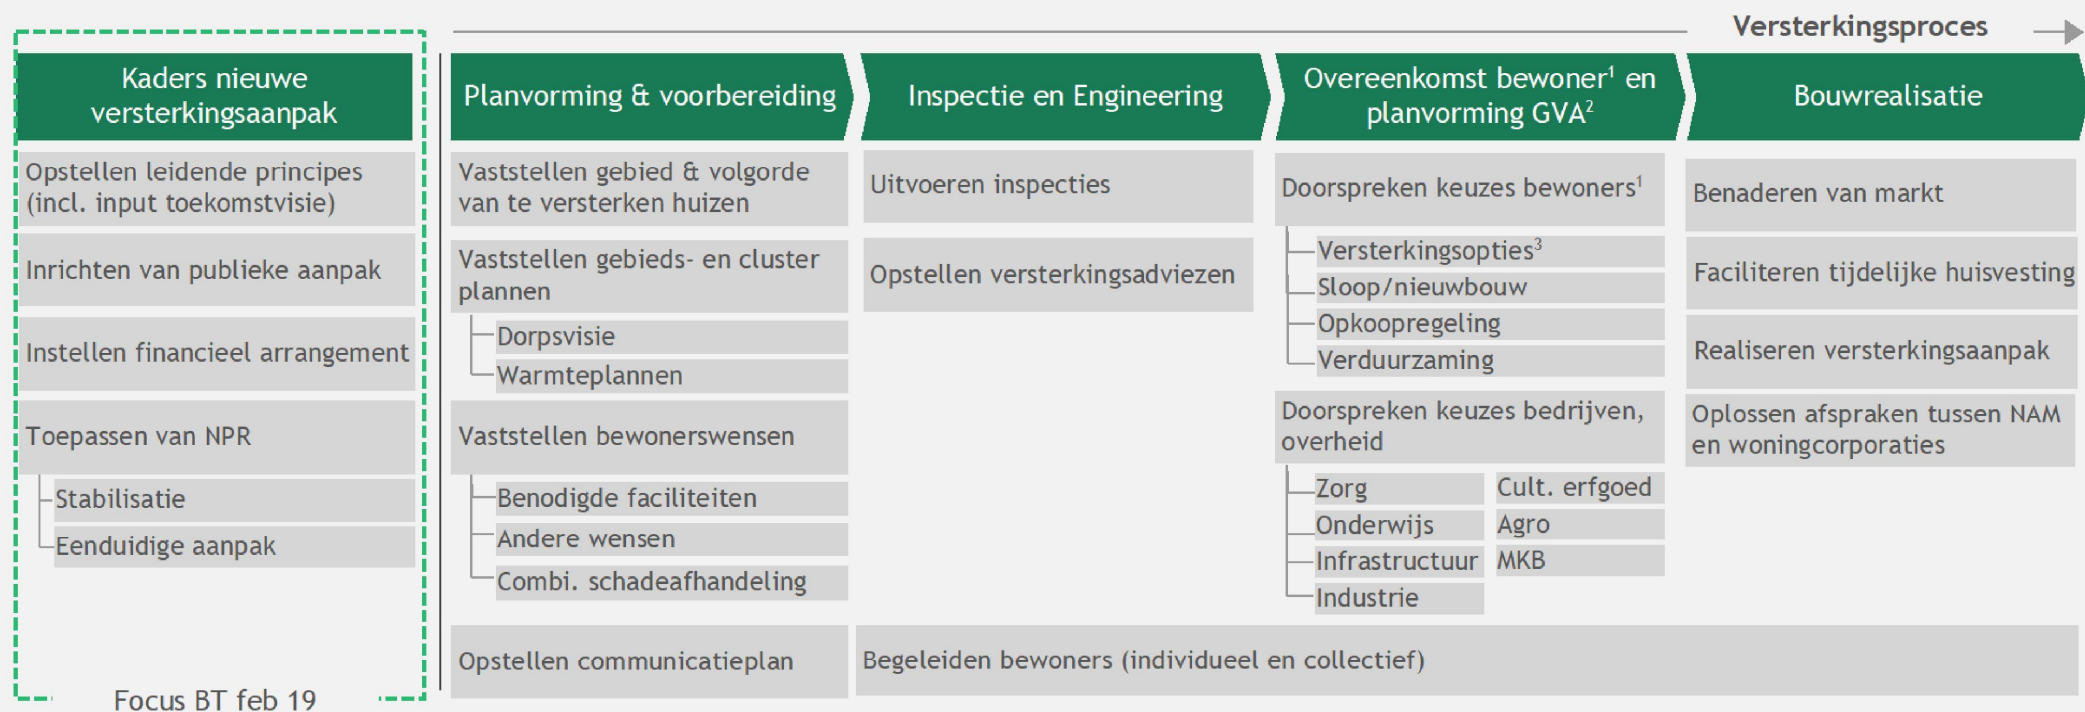 Versterkingsproces
Kaders nieuwe
versterkingsaanpak
Opstellen leidende principes
(incl. input toekomstvisie)
Inrichten van publieke aanpak
Instellen financieel arrangement
Toepassen van NPR
Stabilisatie
Eenduidige aanpak
Focus BT feb 19
Planvorming & voorbereiding
Vaststellen gebied & volgorde
van te versterken huizen
Vaststellen gebieds- en cluster
plannen
Dorpsvisie
Warmteplannen
Vaststellen bewonerswensen
Benodigde faciliteiten
Andere wensen
Combi. schadeafhandeling
Opstellen communicatieplan
Inspectie en Engineering
Uitvoeren inspecties
Opstellen versterkingsadviezen
Overeenkomst bewoner¹ en
planvorming GVA²
Doorspreken keuzes bewoners¹
Versterkingsopties³
Sloop/nieuwbouw
Opkoopregeling
Verduurzaming
Doorspreken keuzes bedrijven,
overheid
Zorg
Onderwijs
Infrastructuur
Industrie
Cult. erfgoed
Agro
MKB
Bouwrealisatie
Benaderen van markt
Faciliteren tijdelijke huisvesting
Realiseren versterkingsaanpak
Oplossen afspraken tussen NAM
en woningcorporaties
Begeleiden bewoners (individueel en collectief)